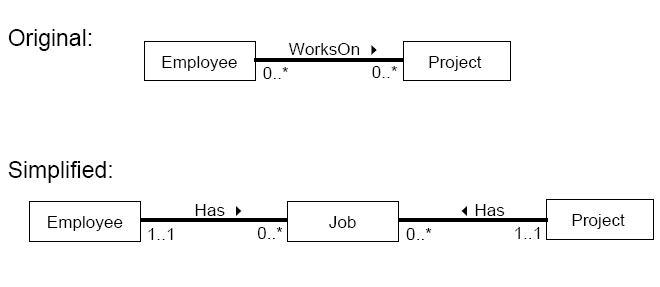 Original:
Employee WorksOn Project
0..* 0..*
Simplified:
Employee Has Job Has Project
1..1 0..* 0..* 1..1